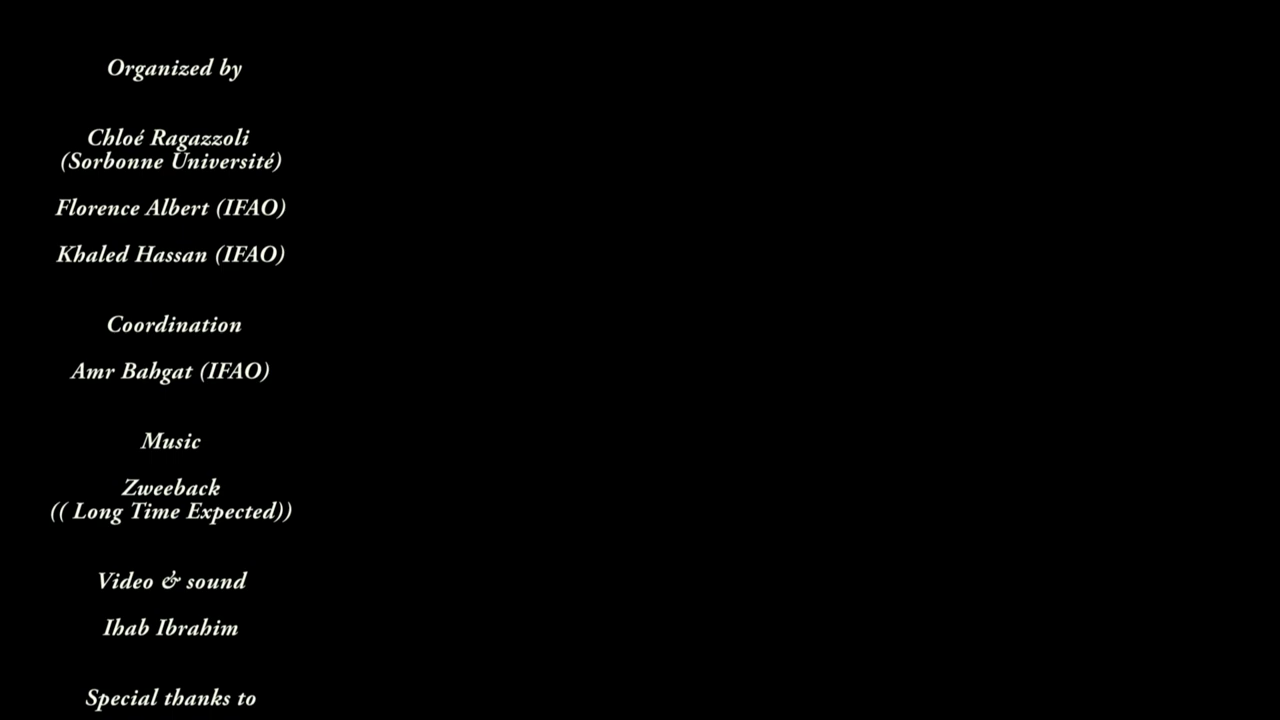 Organized by
Chloé Ragazzoli
(Sorbonne Université)
Florence Albert (IFAO)
Khaled Hassan (IFAO)
Coordination
Amr Bahgat (IFAO)
Music
Zweeback
(( Long Time Expected))
Video & sound
Ihab Ibrahim
Special thanks to